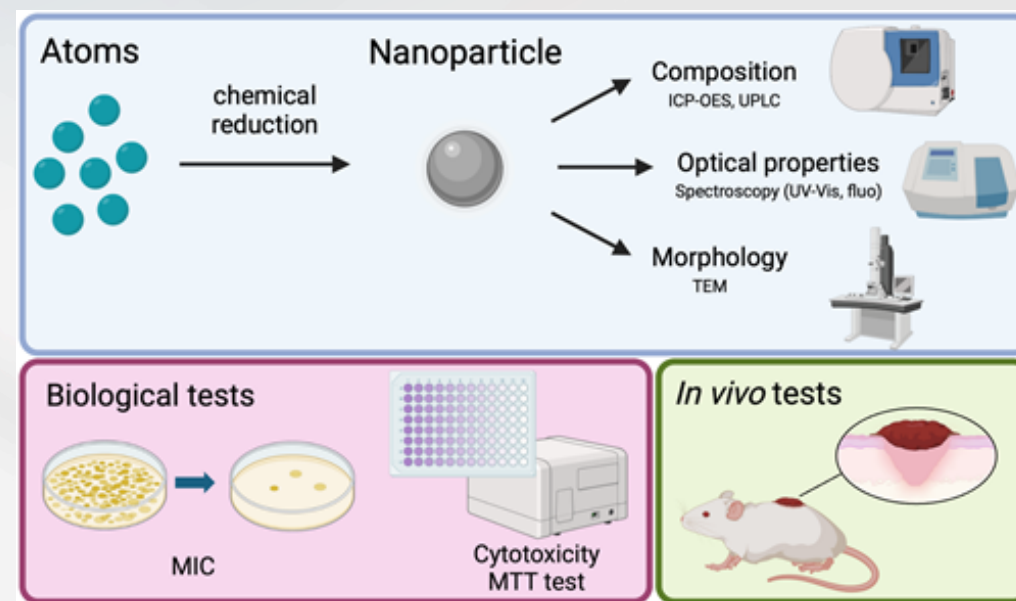 Atoms
chemical
reduction
Nanoparticle
Composition
ICP-OES, UPLC
Optical properties
Spectroscopy (UV-Vis, fluo)
Morphology
TEM
Biological tests
MIC
Cytotoxicity
MTT test
In vivo tests